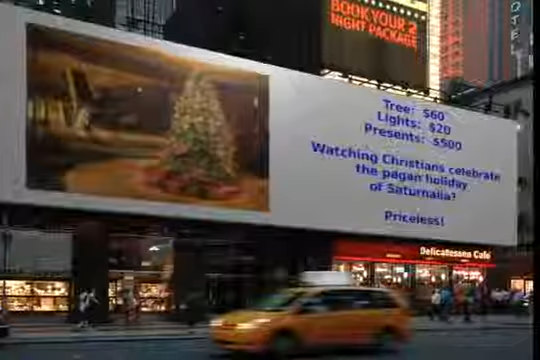 BOOK YOUR 2
NIGHT PACKAGE
OTEL
Tree: $60
Lights: $20
Presents: $500
Watching Christians celebrate
the pagan holiday
of Saturnalia?
Priceless!
Delicatessen Cafe